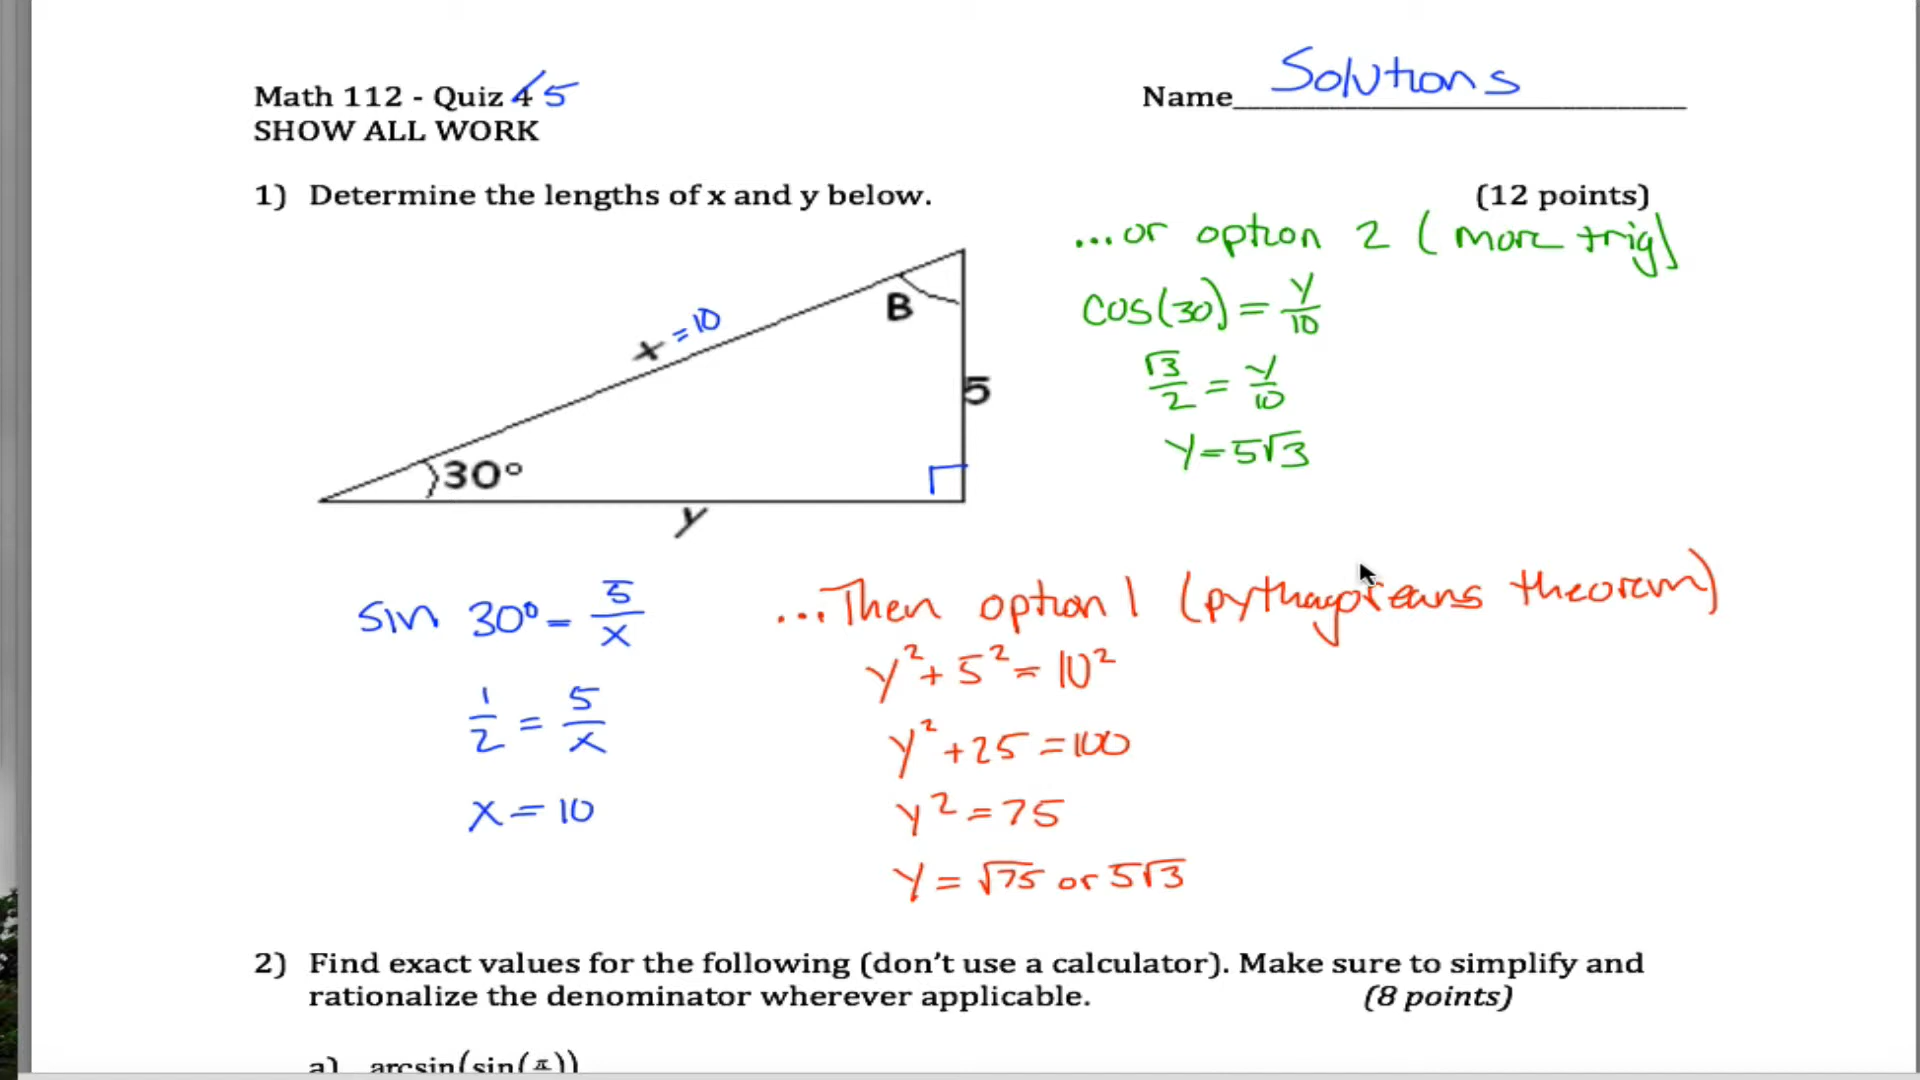 Math 112 - Quiz 4 5
Name Solutions
SHOW ALL WORK
1) Determine the lengths of x and y below.
(12 points)
B
x = 10
5
30°
y
...or option 2 (more trig)
cos(30) = y/10
√3/2 = y/10
y = 5√3
sin 30° = 5/x
1/2 = 5/x
x = 10
...Then option 1 (pythagoreans theorem)
y² + 5² = 10²
y² + 25 = 100
y² = 75
y = √75 or 5√3
2) Find exact values for the following (don’t use a calculator). Make sure to simplify and
rationalize the denominator wherever applicable.
(8 points)
a) arcsin(sin(π